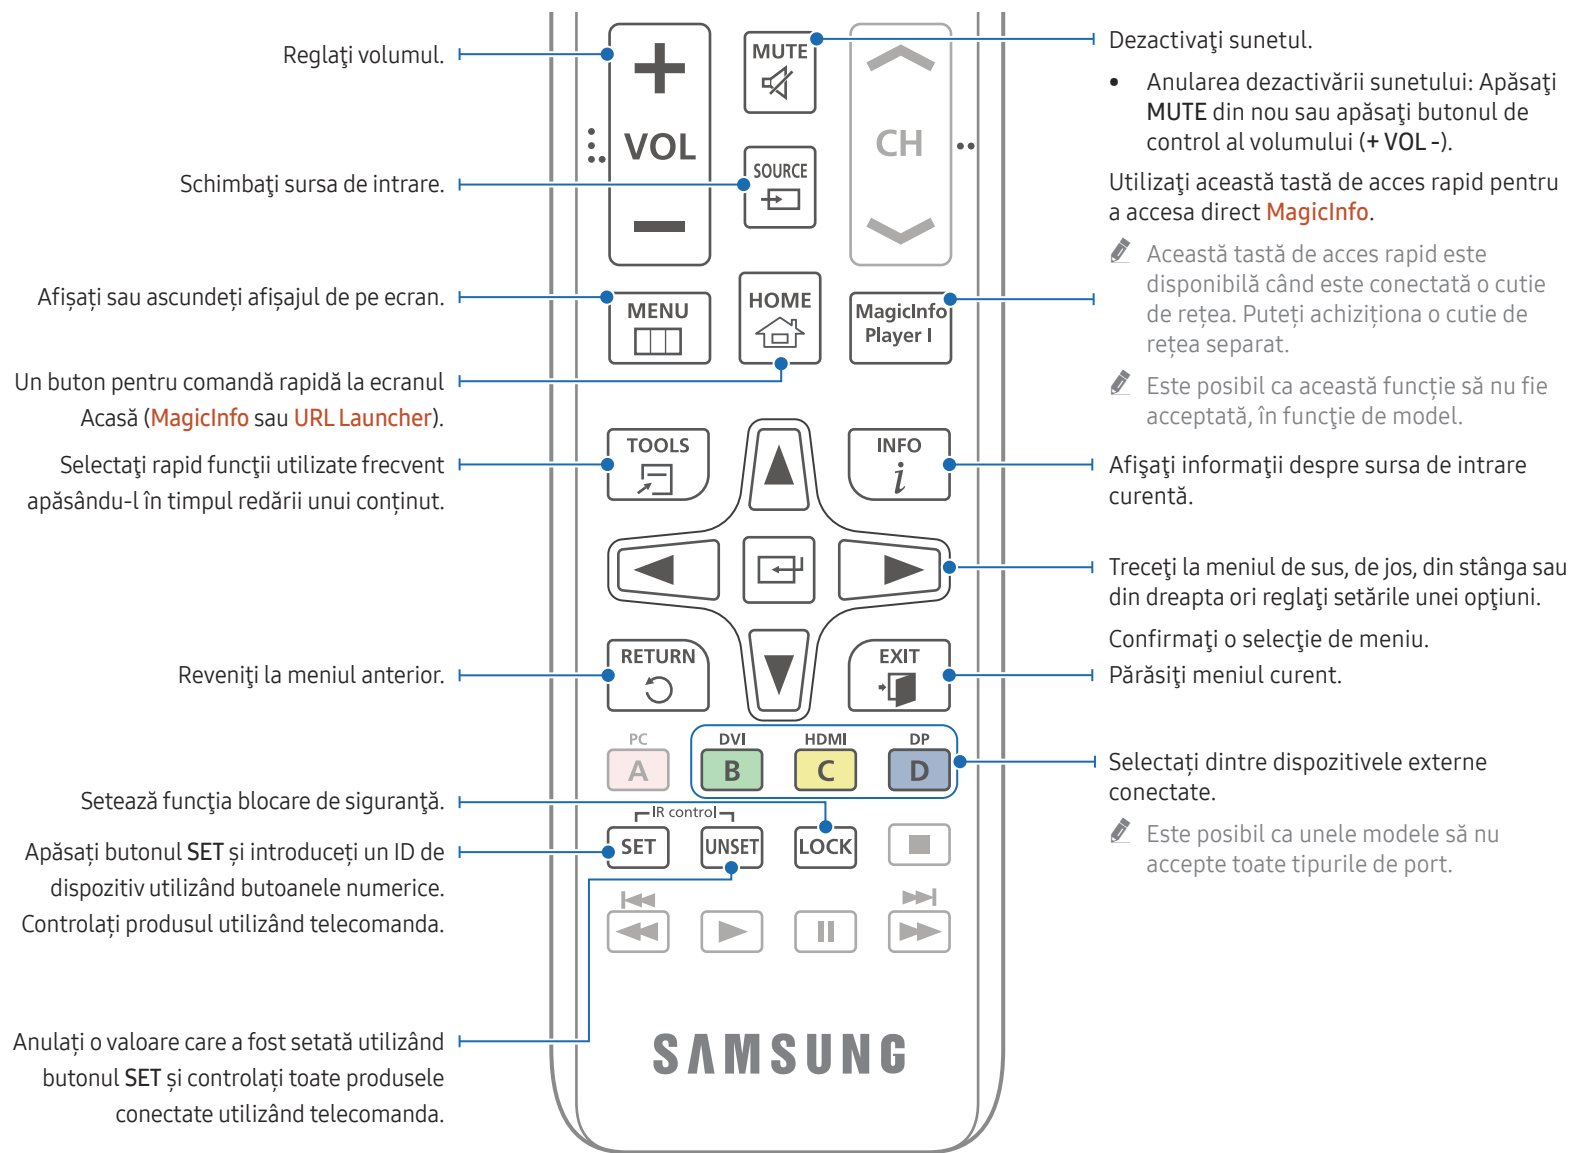 Reglaţi volumul.
Schimbaţi sursa de intrare.
Afișați sau ascundeți afișajul de pe ecran.
Un buton pentru comandă rapidă la ecranul
Acasă (MagicInfo sau URL Launcher).
Selectaţi rapid funcţii utilizate frecvent
apăsându-l în timpul redării unui conținut.
Reveniţi la meniul anterior.
Setează funcţia blocare de siguranţă.
Apăsați butonul SET și introduceți un ID de
dispozitiv utilizând butoanele numerice.
Controlați produsul utilizând telecomanda.
Anulați o valoare care a fost setată utilizând
butonul SET și controlați toate produsele
conectate utilizând telecomanda.
MUTE
VOL
CH
SOURCE
MENU
HOME
MagicInfo
Player I
TOOLS
INFO
i
RETURN
EXIT
PC
DVI
HDMI
DP
A
B
C
D
IR control
SET
UNSET
LOCK
SAMSUNG
Dezactivaţi sunetul.
• Anularea dezactivării sunetului: Apăsaţi
MUTE din nou sau apăsaţi butonul de
control al volumului (+ VOL -).
Utilizaţi această tastă de acces rapid pentru
a accesa direct MagicInfo.
Această tastă de acces rapid este
disponibilă când este conectată o cutie
de rețea. Puteți achiziționa o cutie de
rețea separat.
Este posibil ca această funcție să nu fie
acceptată, în funcţie de model.
Afişaţi informaţii despre sursa de intrare
curentă.
Treceţi la meniul de sus, de jos, din stânga sau
din dreapta ori reglaţi setările unei opţiuni.
Confirmaţi o selecţie de meniu.
Părăsiţi meniul curent.
Selectați dintre dispozitivele externe
conectate.
Este posibil ca unele modele să nu
accepte toate tipurile de port.